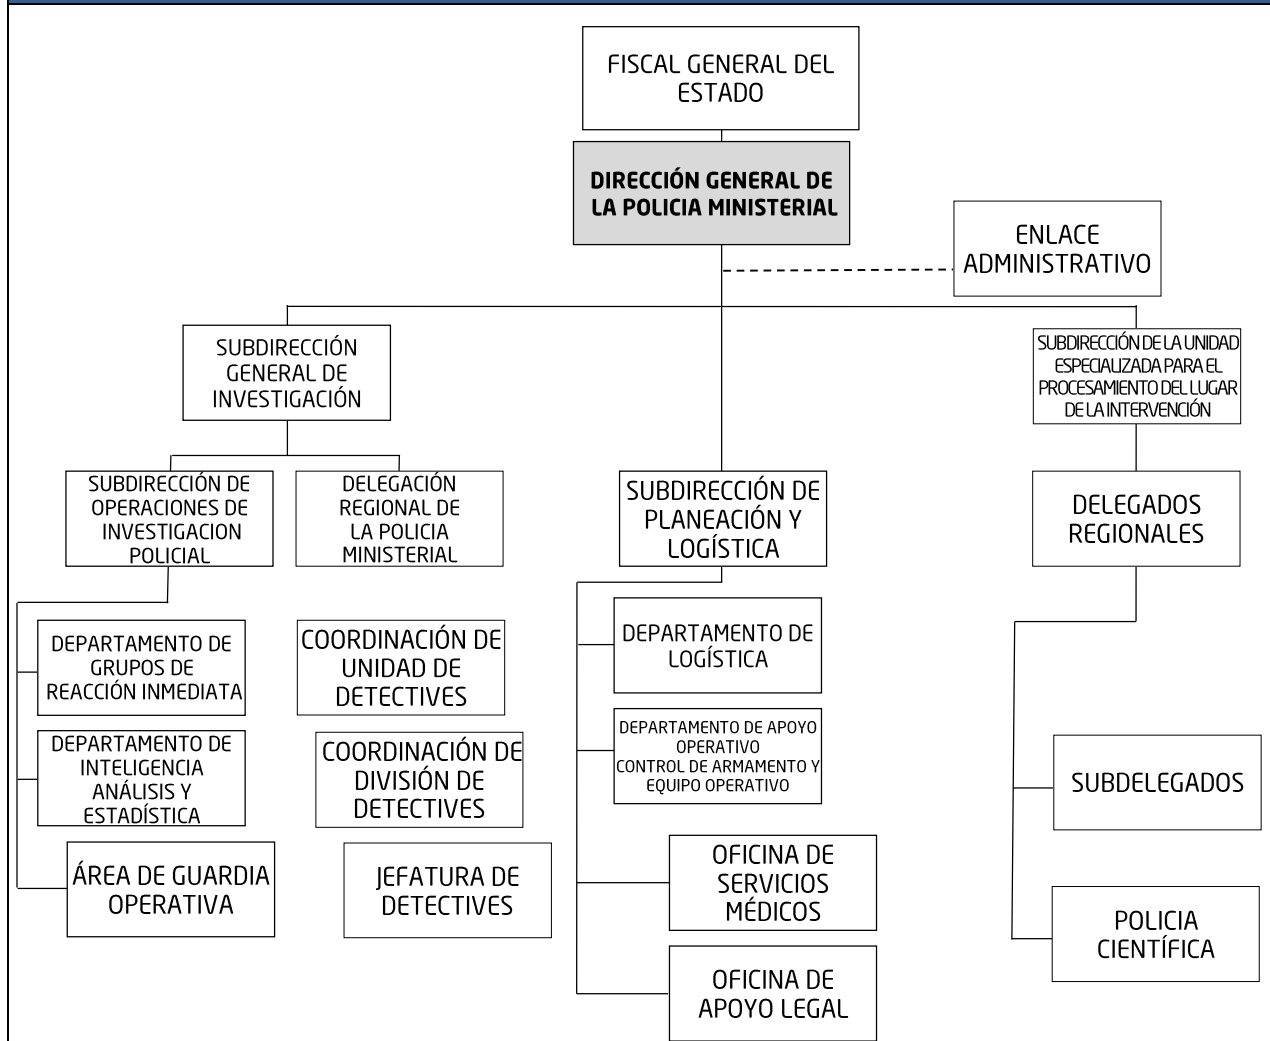 FISCAL GENERAL DEL
ESTADO
DIRECCIÓN GENERAL DE
LA POLICIA MINISTERIAL
ENLACE
ADMINISTRATIVO
SUBDIRECCIÓN
GENERAL DE
INVESTIGACIÓN
SUBDIRECCIÓN DE LA UNIDAD
ESPECIALIZADA PARA EL
PROCESAMIENTO DEL LUGAR
DE LA INTERVENCIÓN
SUBDIRECCIÓN DE
OPERACIONES DE
INVESTIGACION
POLICIAL
DELEGACIÓN
REGIONAL DE
LA POLICIA
MINISTERIAL
SUBDIRECCIÓN DE
PLANEACIÓN Y
LOGÍSTICA
DELEGADOS
REGIONALES
DEPARTAMENTO DE
GRUPOS DE
REACCIÓN INMEDIATA
COORDINACIÓN DE
UNIDAD DE
DETECTIVES
DEPARTAMENTO DE
LOGÍSTICA
DEPARTAMENTO DE
INTELIGENCIA
ANÁLISIS Y
ESTADÍSTICA
COORDINACIÓN DE
DIVISIÓN DE
DETECTIVES
DEPARTAMENTO DE APOYO
OPERATIVO
CONTROL DE ARMAMENTO Y
EQUIPO OPERATIVO
SUBDELEGADOS
ÁREA DE GUARDIA
OPERATIVA
JEFATURA DE
DETECTIVES
OFICINA DE
SERVICIOS
MÉDICOS
POLICIA
CIENTÍFICA
OFICINA DE
APOYO LEGAL